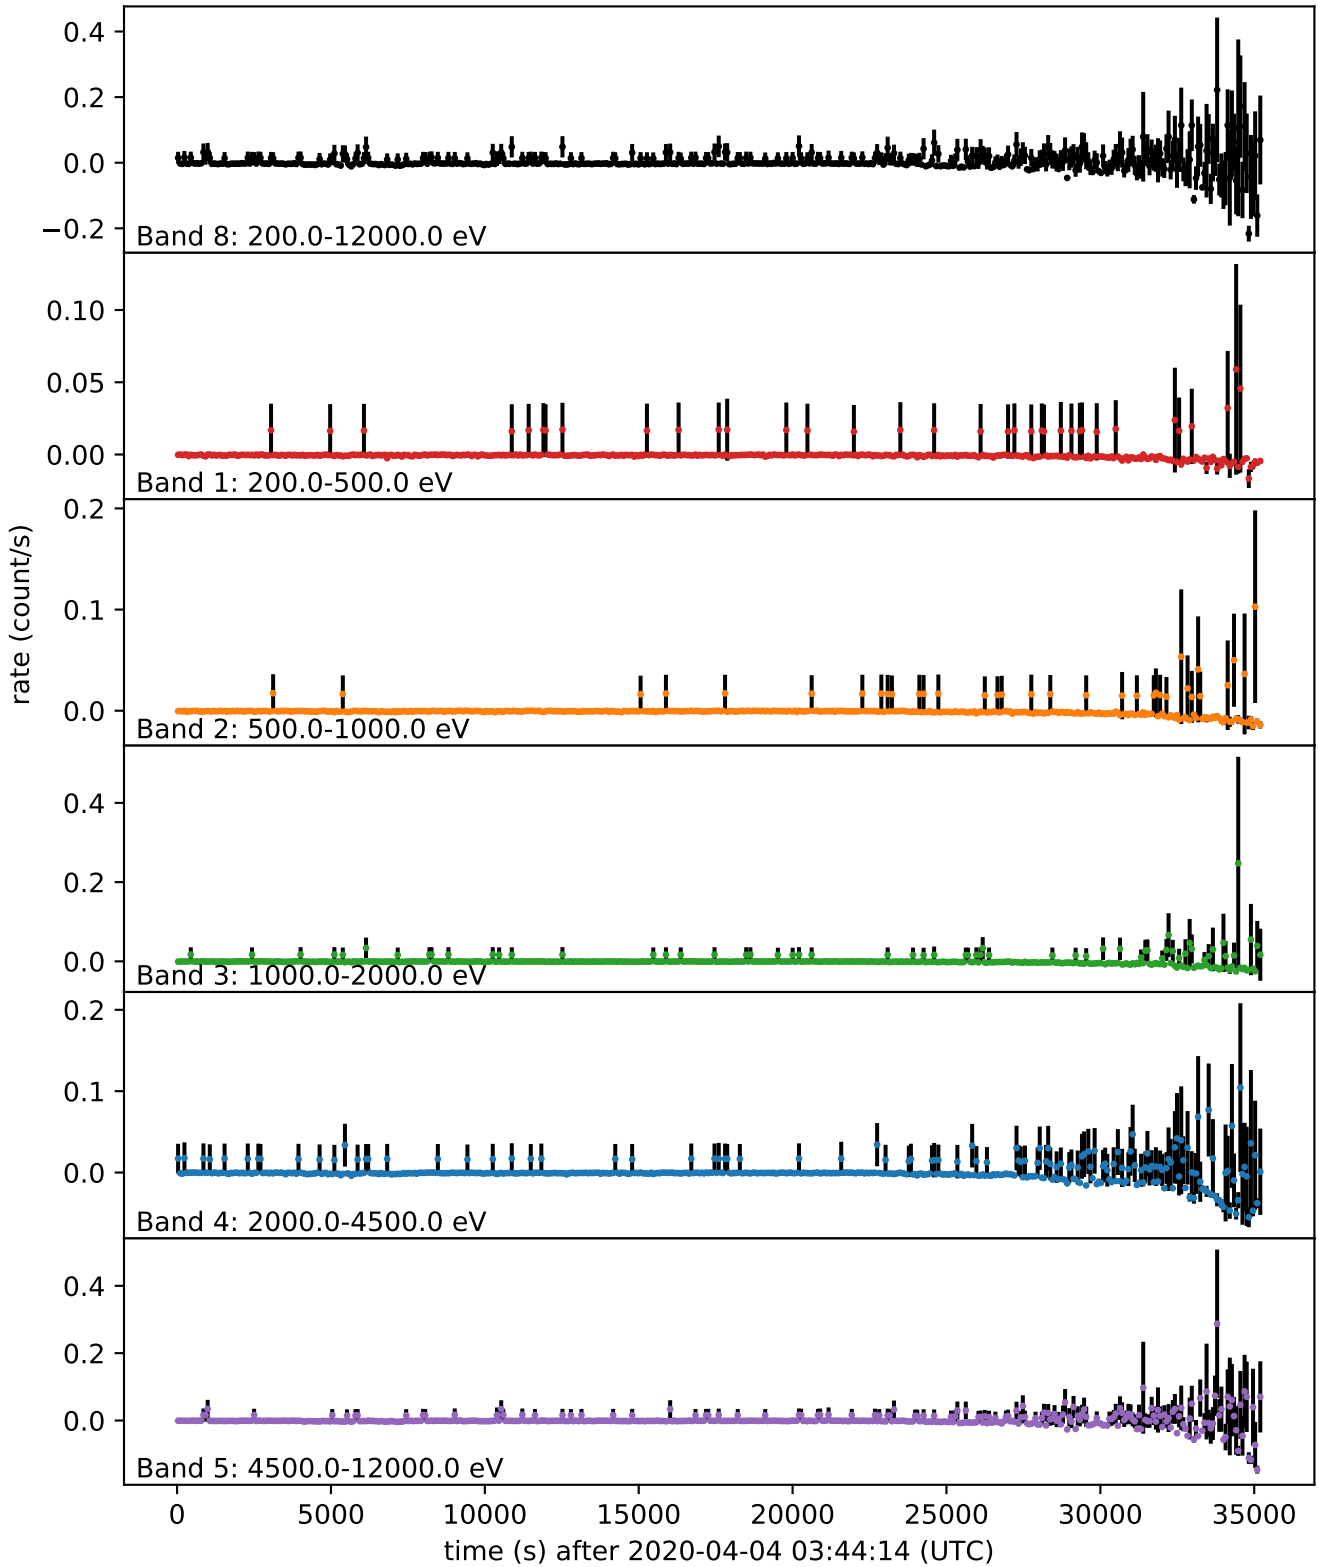 0.4
0.2
0.0
−0.2
Band 8: 200.0-12000.0 eV
0.10
0.05
0.00
Band 1: 200.0-500.0 eV
0.2
0.1
0.0
Band 2: 500.0-1000.0 eV
rate (count/s)
0.4
0.2
0.0
Band 3: 1000.0-2000.0 eV
0.2
0.1
0.0
Band 4: 2000.0-4500.0 eV
0.4
0.2
0.0
Band 5: 4500.0-12000.0 eV
0 5000 10000 15000 20000 25000 30000 35000
time (s) after 2020-04-04 03:44:14 (UTC)